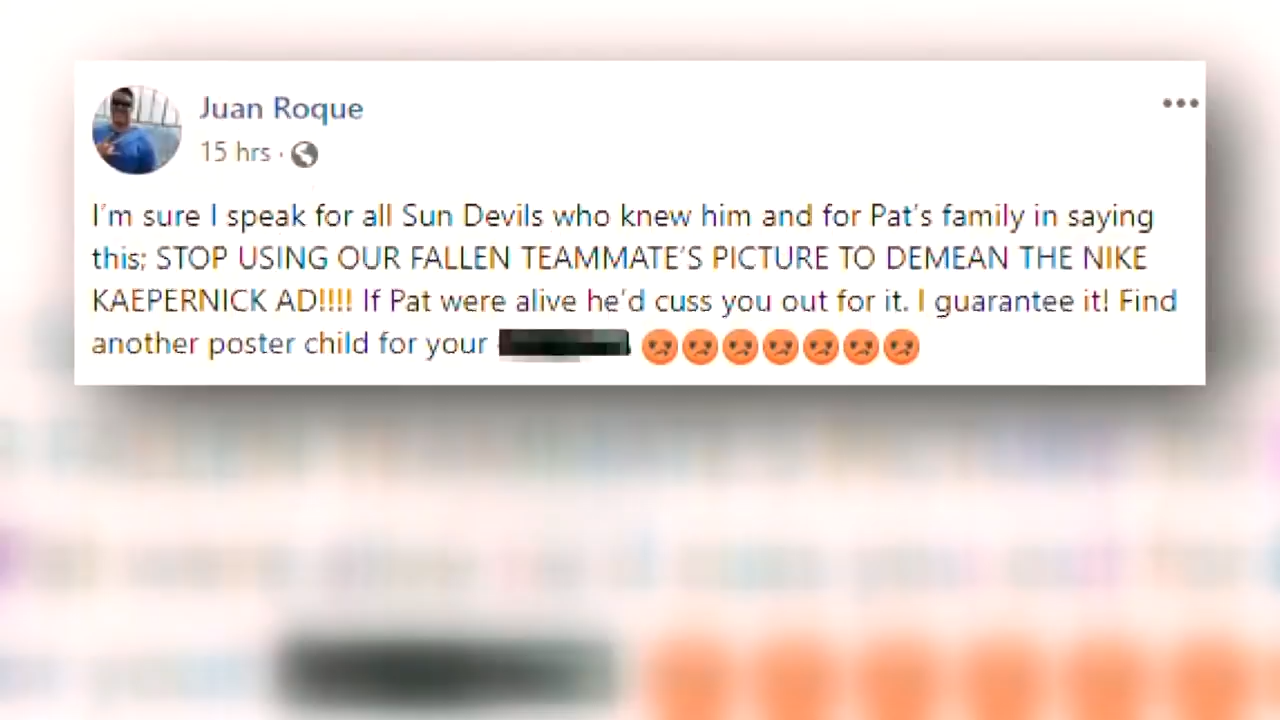 Juan Roque
15 hrs ·
I'm sure I speak for all Sun Devils who knew him and for Pat's family in saying
this; STOP USING OUR FALLEN TEAMMATE'S PICTURE TO DEMEAN THE NIKE
KAEPERNICK AD!!!! If Pat were alive he'd cuss you out for it. I guarantee it! Find
another poster child for your 😡😡😡😡😡😡😡